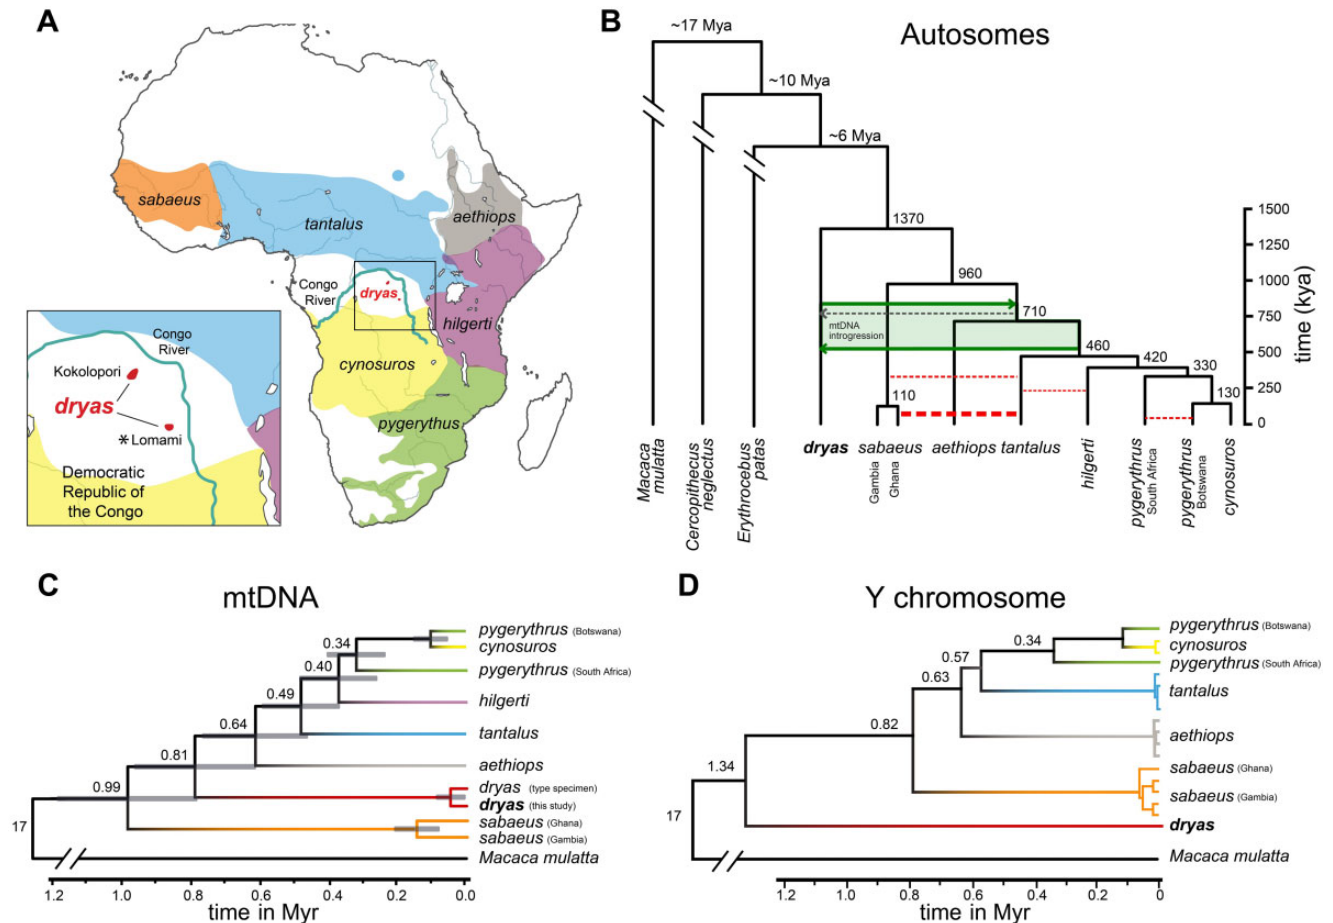 A
sabaeus
tantalus
aethiops
Congo
River
dryas
hilgerti
cynosuros
pygerythrus
Congo
River
Kokolopori
dryas
*Lomami
Democratic
Republic of
the Congo
B
Autosomes
~17 Mya
~10 Mya
~6 Mya
1370
960
710
mtDNA
introgression
460
420
330
130
110
1500
1250
1000
750
500
250
0
time (kya)
Macaca
mulatta
Cercopithecus
neglectus
Erythrocebus
patas
dryas
sabaeus
Gambia
Ghana
aethiops
tantalus
hilgerti
pygerythrus
South Africa
pygerythrus
Botswana
cynosuros
C
mtDNA
pygerythrus (Botswana)
cynosuros
pygerythrus (South Africa)
hilgerti
tantalus
aethiops
dryas (type specimen)
dryas (this study)
sabaeus (Ghana)
sabaeus (Gambia)
Macaca mulatta
0.34
0.40
0.49
0.64
0.81
0.99
17
1.2 1.0 0.8 0.6 0.4 0.2 0.0
time in Myr
D
Y chromosome
pygerythrus (Botswana)
cynosuros
pygerythrus (South Africa)
tantalus
aethiops
sabaeus (Ghana)
sabaeus (Gambia)
dryas
Macaca mulatta
0.34
0.57
0.63
0.82
1.34
17
1.2 1.0 0.8 0.6 0.4 0.2 0
time in Myr